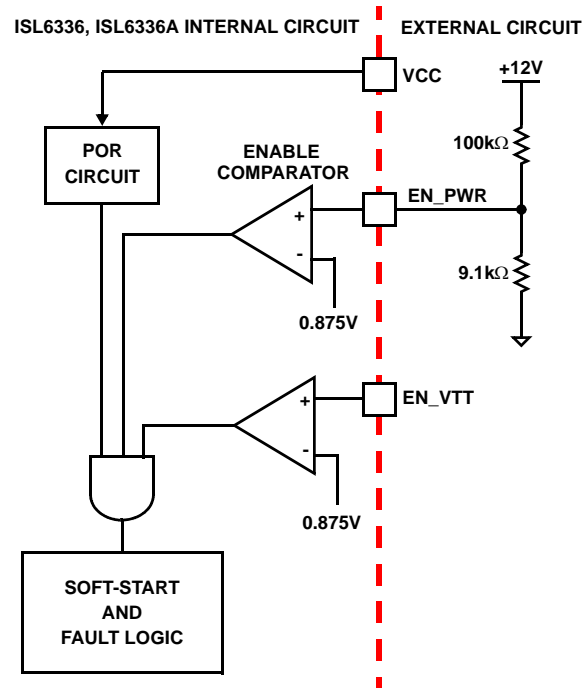 ISL6336, ISL6336A INTERNAL CIRCUIT
EXTERNAL CIRCUIT
VCC
+12V
POR
CIRCUIT
ENABLE
COMPARATOR
100kΩ
+
EN_PWR
-
9.1kΩ
0.875V
+
EN_VTT
-
0.875V
SOFT-START
AND
FAULT LOGIC